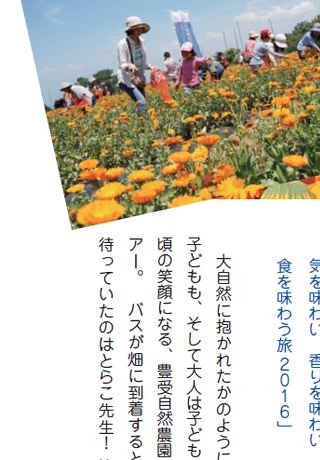 気を味わい 香りを味わい
食を味わう旅2016」
大自然に抱かれたかのように
子どもも、そして大人は子ども
頃の笑顔になる、豊受自然農園
アー。 バスが畑に到着すると
待っていたのはとらこ先生！